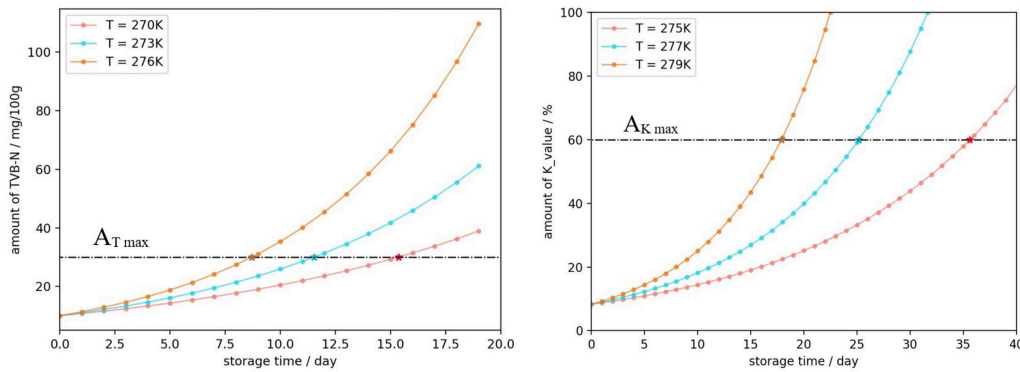 T = 270K
T = 273K
T = 276K
100
80
60
40
20
A T max
0.0 2.5 5.0 7.5 10.0 12.5 15.0 17.5 20.0
storage time / day
amount of TVB-N / mg/100g
T = 275K
T = 277K
T = 279K
100
80
60
40
20
0
A K max
0 5 10 15 20 25 30 35 40
storage time / day
amount of K_value / %